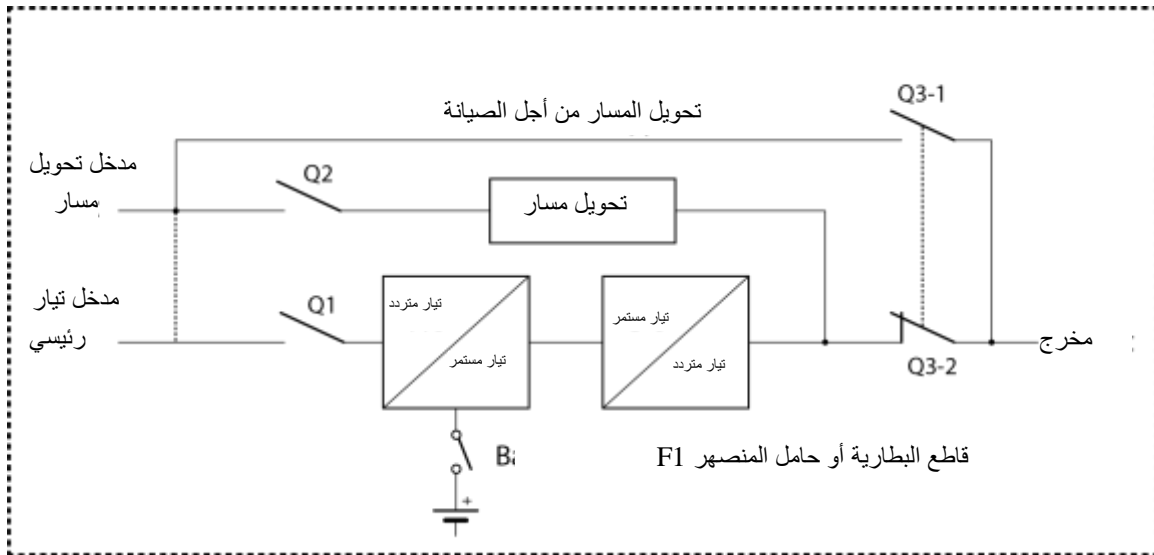 Q3-1
تحويل المسار من أجل الصيانة
مدخل تحويل
مسار
Q2
تحويل مسار
مدخل تيار
رئيسي
Q1
تيار متردد
تيار مستمر
تيار مستمر
تيار متردد
مخرج
Q3-2
قاطع البطارية أو حامل المنصهر F1